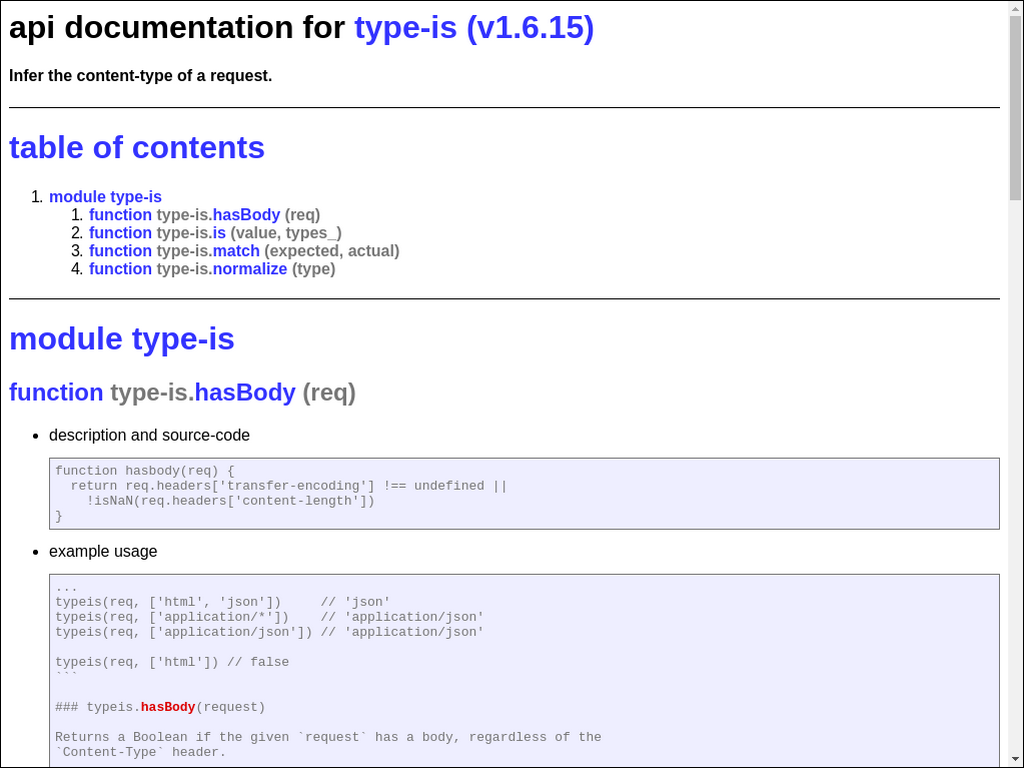 api documentation for type-is (v1.6.15)
Infer the content-type of a request.
table of contents
1. module type-is
1. function type-is.hasBody (req)
2. function type-is.is (value, types_)
3. function type-is.match (expected, actual)
4. function type-is.normalize (type)
module type-is
function type-is.hasBody (req)
• description and source-code
function hasbody(req) {
  return req.headers['transfer-encoding'] !== undefined ||
    !isNaN(req.headers['content-length'])
}
• example usage
...
typeis(req, ['html', 'json'])     // 'json'
typeis(req, ['application/*'])    // 'application/json'
typeis(req, ['application/json']) // 'application/json'
typeis(req, ['html']) // false
```
### typeis.hasBody(request)
Returns a Boolean if the given `request` has a body, regardless of the
`Content-Type` header.